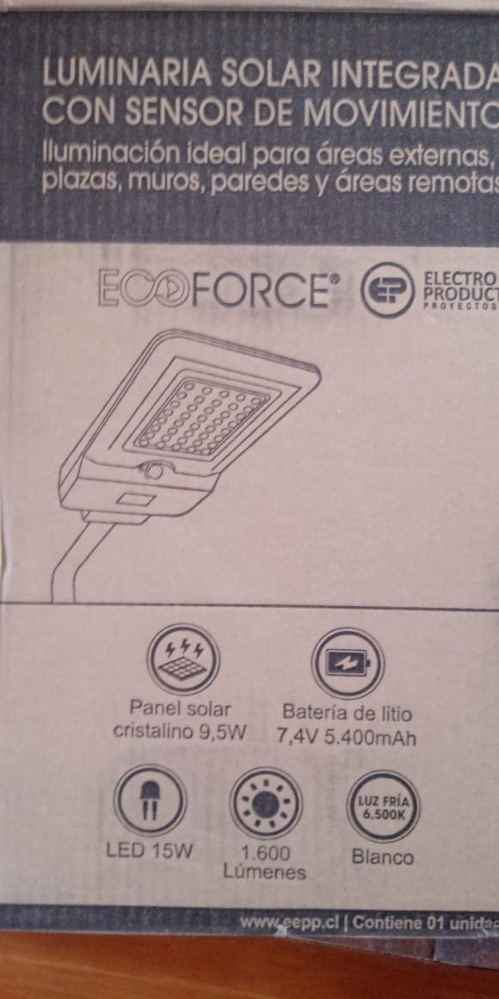 LUMINARIA SOLAR INTEGRADA
CON SENSOR DE MOVIMIENTO
Iluminación ideal para áreas externas,
plazas, muros, paredes y áreas remotas
ECOFORCE®
EP
ELECTRO
PRODUCT
PROYECTOS
Panel solar
cristalino 9,5W
Batería de litio
7,4V 5.400mAh
LED 15W
1.600
Lúmenes
LUZ FRÍA
6.500K
Blanco
www.eepp.cl | Contiene 01 unidad